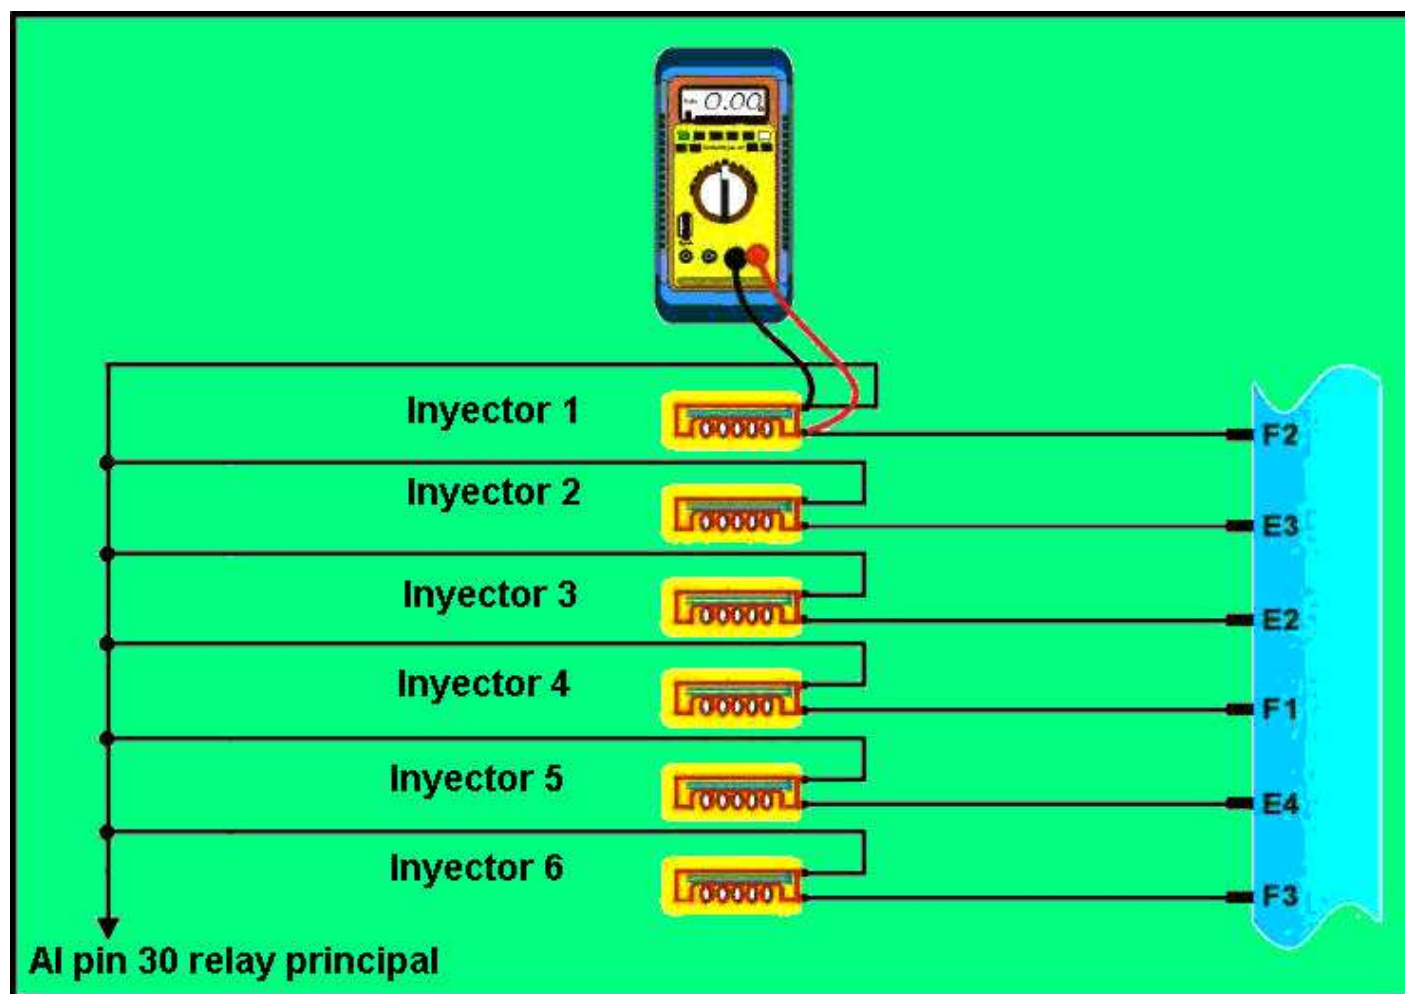 0.00
Inyector 1
F2
Inyector 2
E3
Inyector 3
E2
Inyector 4
F1
Inyector 5
E4
Inyector 6
F3
Al pin 30 relay principal